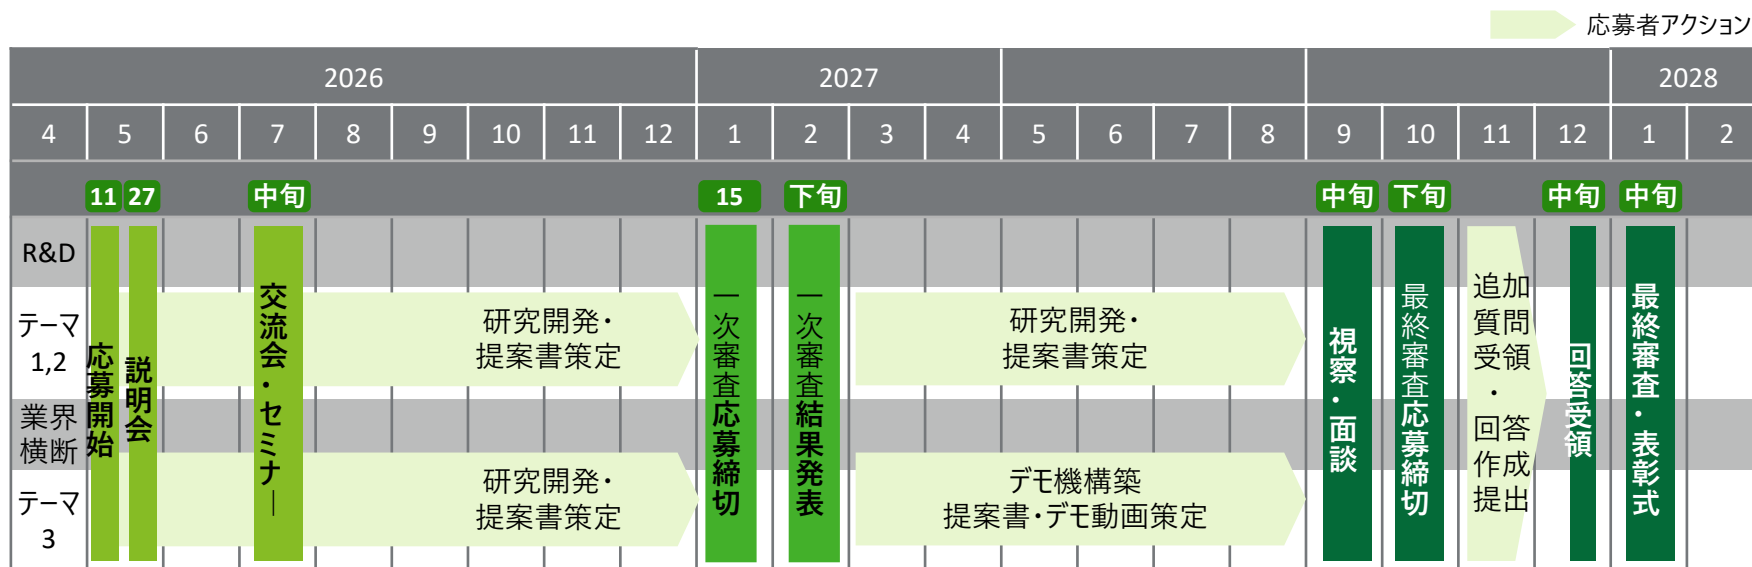 応募者アクション
2026 2027 2028
4 5 6 7 8 9 10 11 12 1 2 3 4 5 6 7 8 9 10 11 12 1 2
11 27 中旬 15 下旬 中旬 下旬 中旬 中旬
R&D
テーマ
1,2
業界
横断
テーマ
3
応募開始
説明会
交流会・セミナー
研究開発・
提案書策定
研究開発・
提案書策定
一次審査応募締切
一次審査結果発表
研究開発・
提案書策定
デモ機構築
提案書・デモ動画策定
視察・面談
最終審査応募締切
追加
質問
受領
・
回答
作成
提出
回答受領
最終審査・表彰式